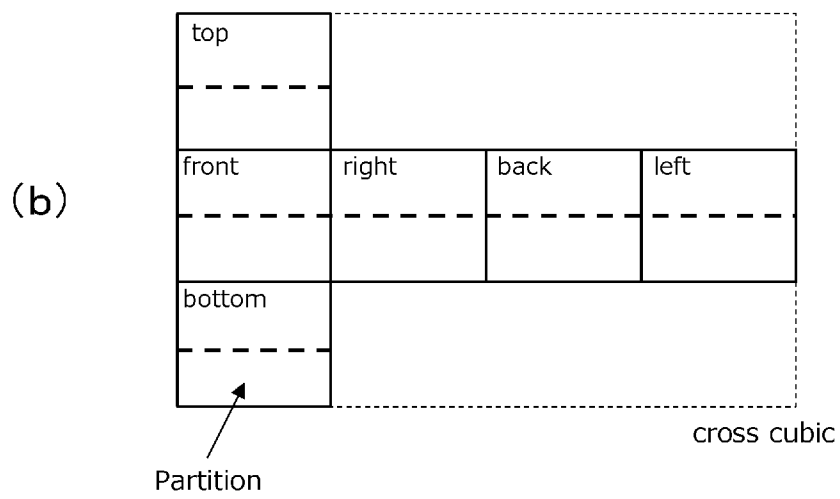 top
front right back left
(b)
bottom
cross cubic
Partition